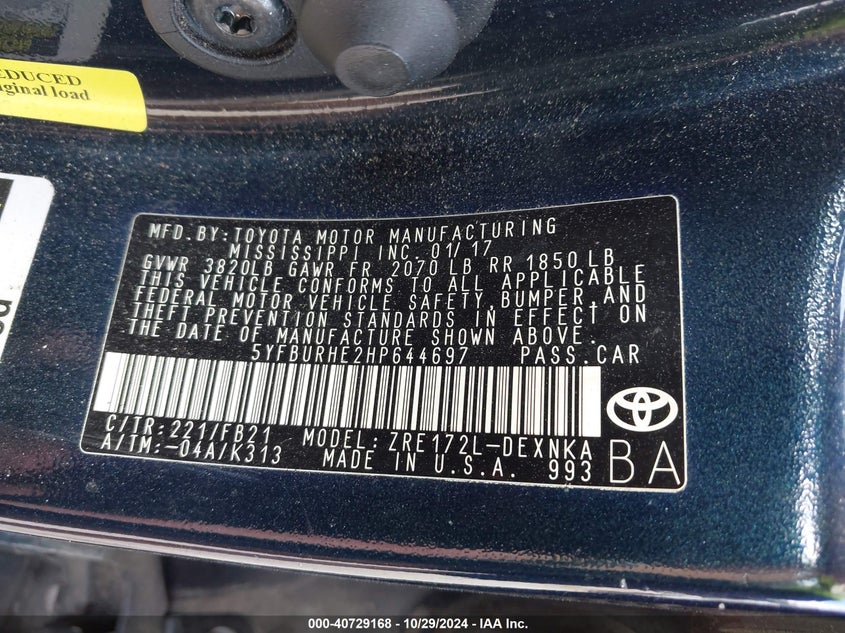 EDUCED
iginal load
MFD.BY:TOYOTA MOTOR MANUFACTURING
MISSISSIPPI INC. 01/17
GVWR 3820LB GAWR FR 2070 LB RR 1850 LB
THIS VEHICLE CONFORMS TO ALL APPLICABLE
FEDERAL MOTOR VEHICLE SAFETY, BUMPER, AND
THEFT PREVENTION STANDARDS IN EFFECT ON
THE DATE OF MANUFACTURE SHOWN ABOVE.
5YFBURHE2HP644697 PASS.CAR
C/TR:221/FB21 MODEL: ZRE172L-DEXNKA
A/TM:-04A/K313 MADE IN U.S.A. 993
BA
000-40729168 - 10/29/2024 - IAA Inc.